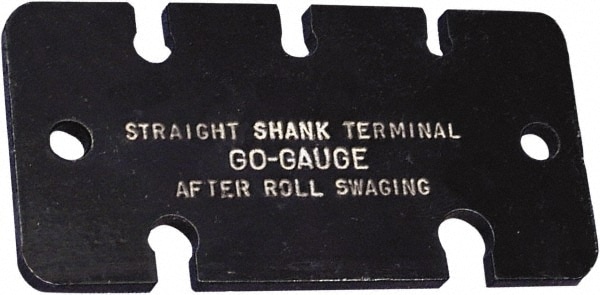 STRAIGHT SHANK TERMINAL
GO-GAUGE
AFTER ROLL SWAGING